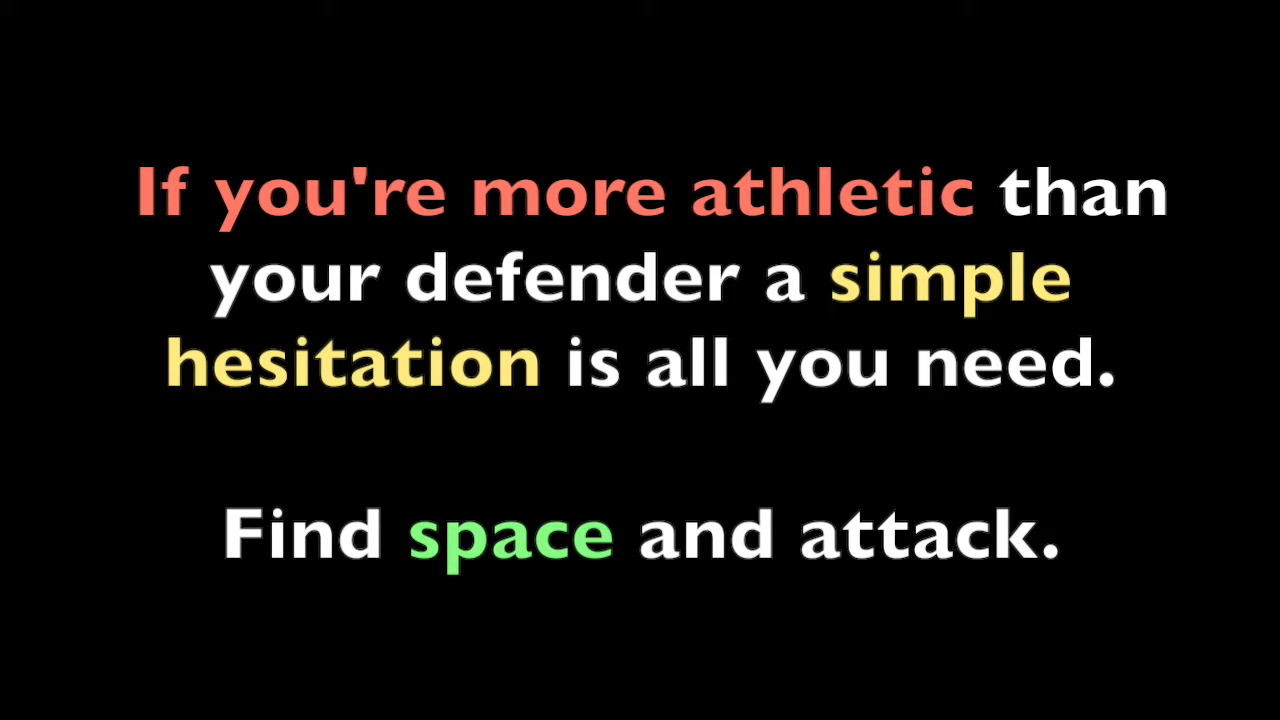 If you're more athletic than
your defender a simple
hesitation is all you need.
Find space and attack.